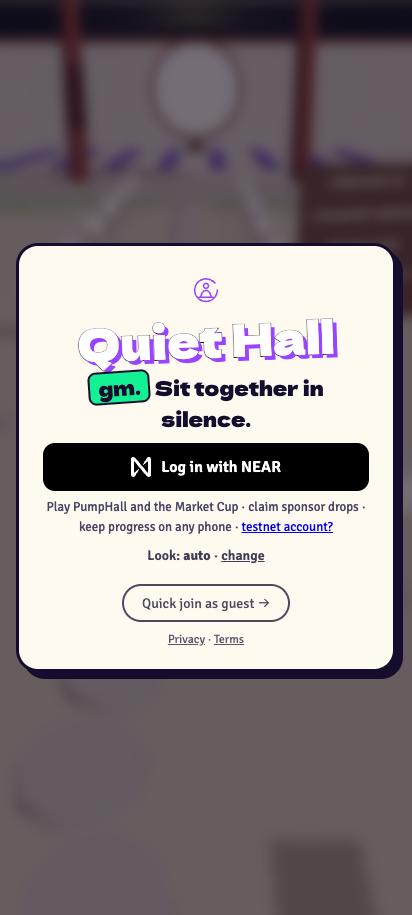 Quiet Hall
gm. Sit together in
silence.
Log in with NEAR
Play PumpHall and the Market Cup · claim sponsor drops ·
keep progress on any phone · testnet account?
Look: auto · change
Quick join as guest →
Privacy · Terms